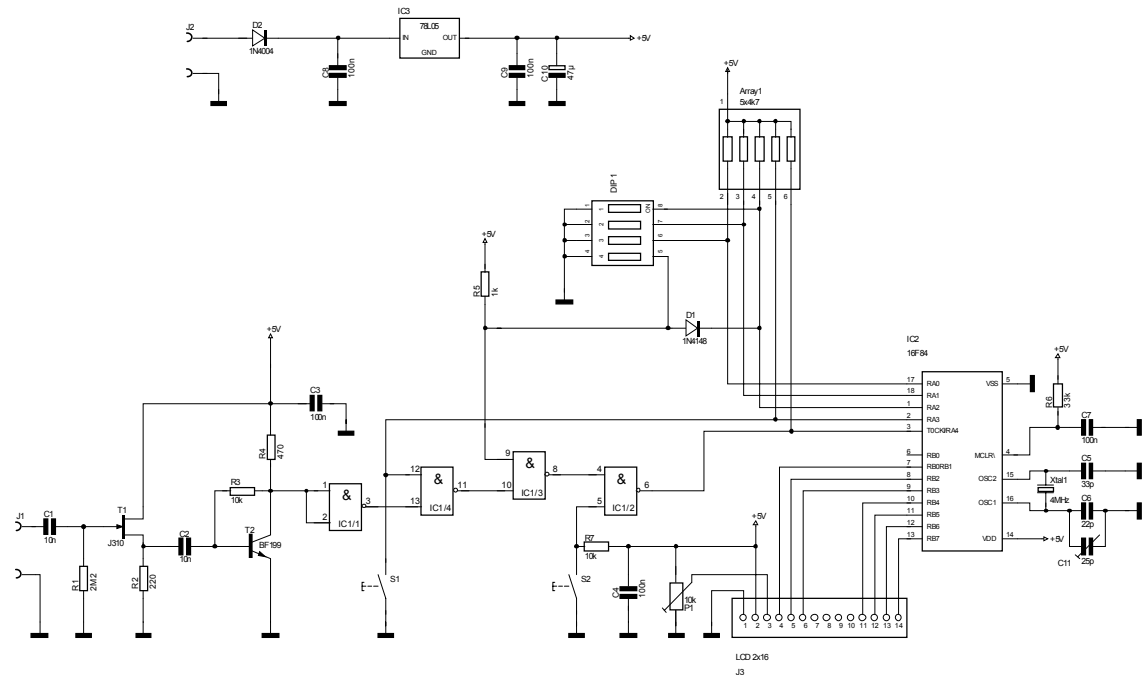 J2
D2
1N4004
C8
100n
IC3
78L05
IN
OUT
GND
C9
100n
C10
47µ
+5V
+5V
Array1
5x4k7
1
2 3 4 5 6
DIP1
1 1 ON 8
2 2 7
3 3 6
4 4 5
+5V
R5
1k
D1
1N4148
IC2
16F84
17 RA0 VSS 5
18 RA1
1 RA2
2 RA3
3 T0CKI/RA4
6 RB0
7 RB0RB1 MCLR\ 4
8 RB2 OSC2 15
9 RB3
10 RB4 OSC1 16
11 RB5
12 RB6
13 RB7 VDD 14
+5V
+5V
R6
33k
C7
100n
C5
33p
Xtal1
4MHz
C6
22p
C11
25p
+5V
C3
100n
R4
470
R3
10k
J1
C1
10n
R1
2M2
T1
J310
R2
220
C2
10n
T2
BF199
1
2
&
3
IC1/1
12
13
&
11
IC1/4
9
10
&
8
IC1/3
4
5
&
6
IC1/2
S1
S2
R7
10k
C4
100n
+5V
10k
P1
1 2 3 4 5 6 7 8 9 10 11 12 13 14
LCD 2x16
J3